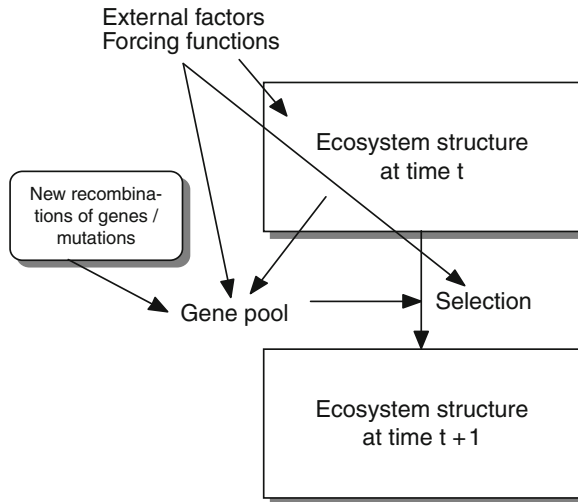 External factors
Forcing functions
Ecosystem structure
at time t
New recombina-
tions of genes /
mutations
Gene pool
Selection
Ecosystem structure
at time t + 1